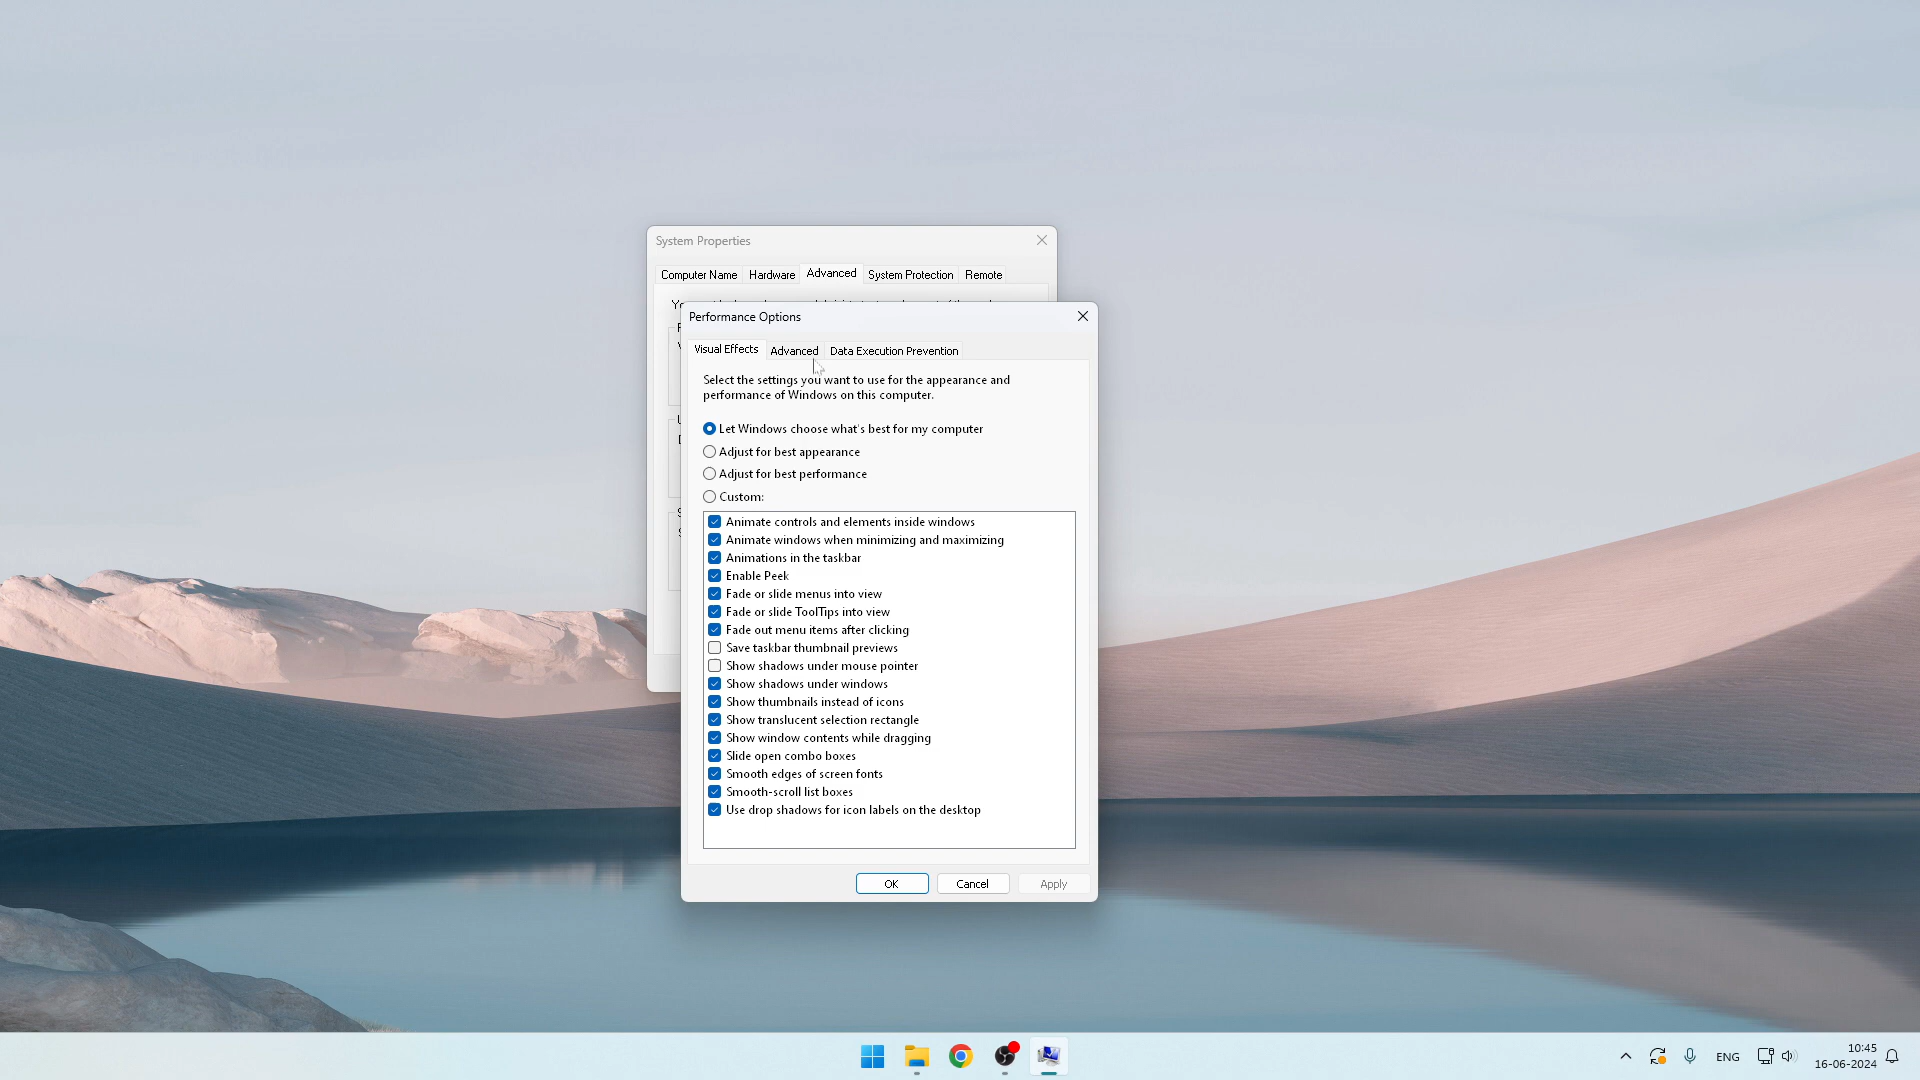 System Properties
Computer Name Hardware Advanced System Protection Remote
Performance Options
Visual Effects Advanced Data Execution Prevention
Select the settings you want to use for the appearance and
performance of Windows on this computer.
Let Windows choose what's best for my computer
Adjust for best appearance
Adjust for best performance
Custom:
Animate controls and elements inside windows
Animate windows when minimizing and maximizing
Animations in the taskbar
Enable Peek
Fade or slide menus into view
Fade or slide ToolTips into view
Fade out menu items after clicking
Save taskbar thumbnail previews
Show shadows under mouse pointer
Show shadows under windows
Show thumbnails instead of icons
Show translucent selection rectangle
Show window contents while dragging
Slide open combo boxes
Smooth edges of screen fonts
Smooth-scroll list boxes
Use drop shadows for icon labels on the desktop
OK Cancel Apply
ENG
10:45
16-06-2024